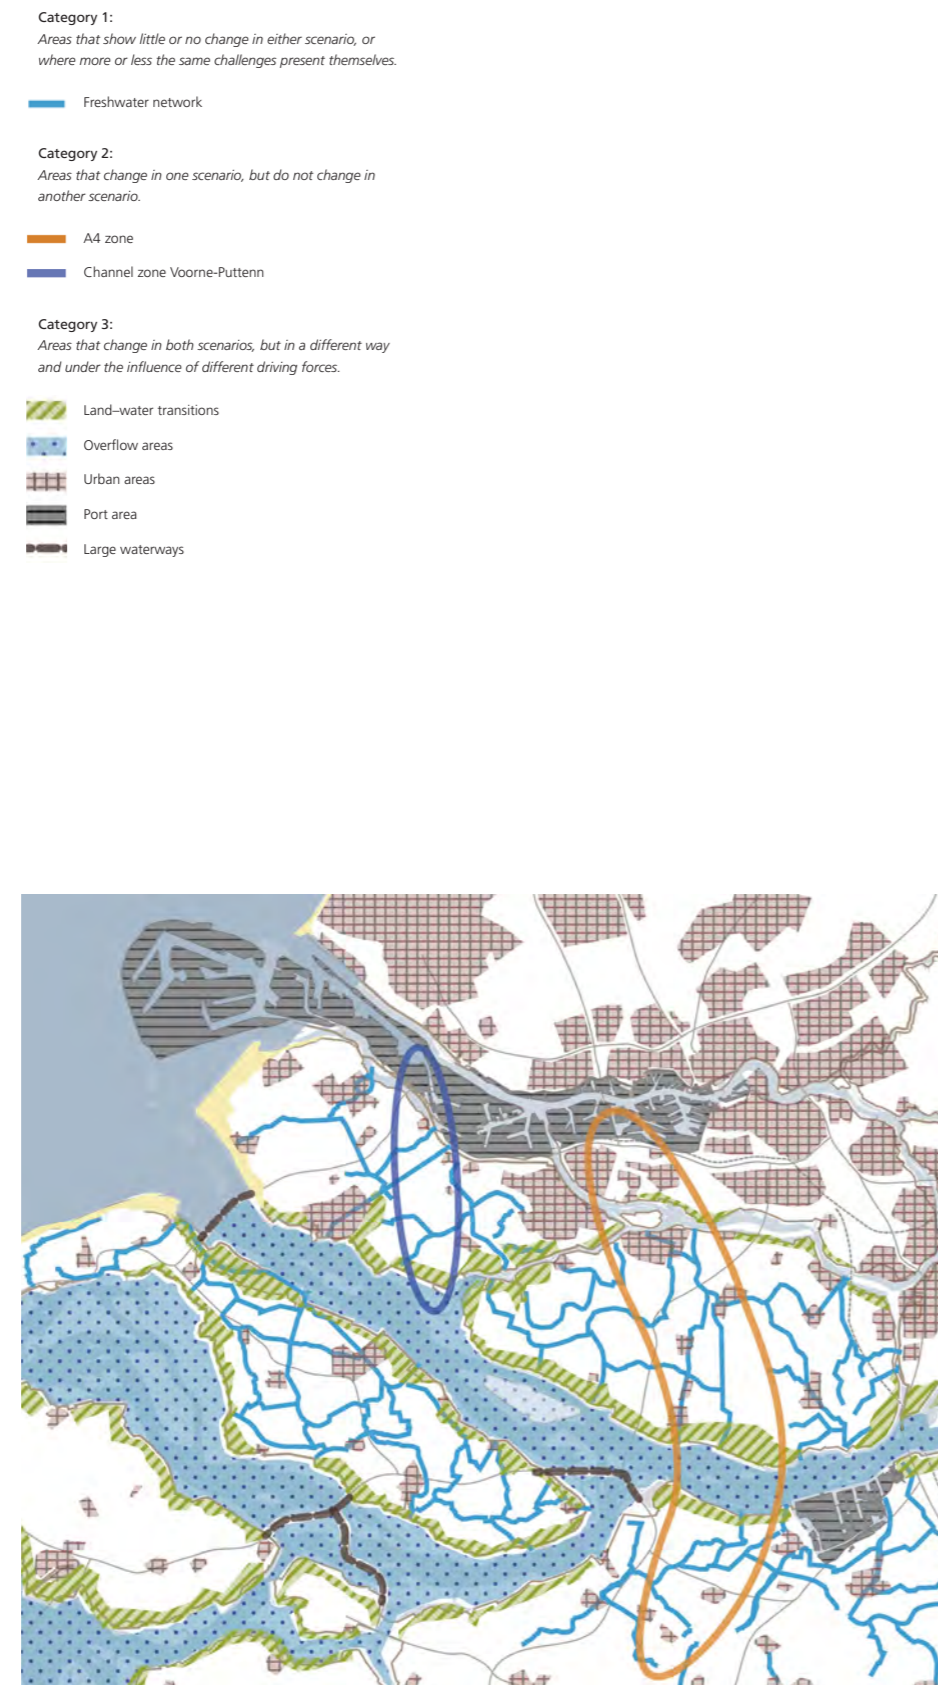 Category 1:
Areas that show little or no change in either scenario, or
where more or less the same challenges present themselves.
Freshwater network
Category 2:
Areas that change in one scenario, but do not change in
another scenario.
A4 zone
Channel zone Voorne-Puttenn
Category 3:
Areas that change in both scenarios, but in a different way
and under the influence of different driving forces.
Land–water transitions
Overflow areas
Urban areas
Port area
Large waterways